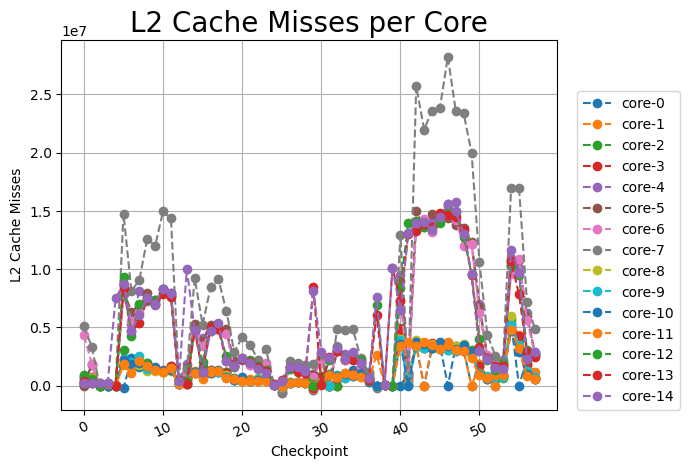 L2 Cache Misses per Core
1e7
2.5
2.0
1.5
1.0
0.5
0.0
L2 Cache Misses
0
10
20
30
40
50
Checkpoint
core-0
core-1
core-2
core-3
core-4
core-5
core-6
core-7
core-8
core-9
core-10
core-11
core-12
core-13
core-14